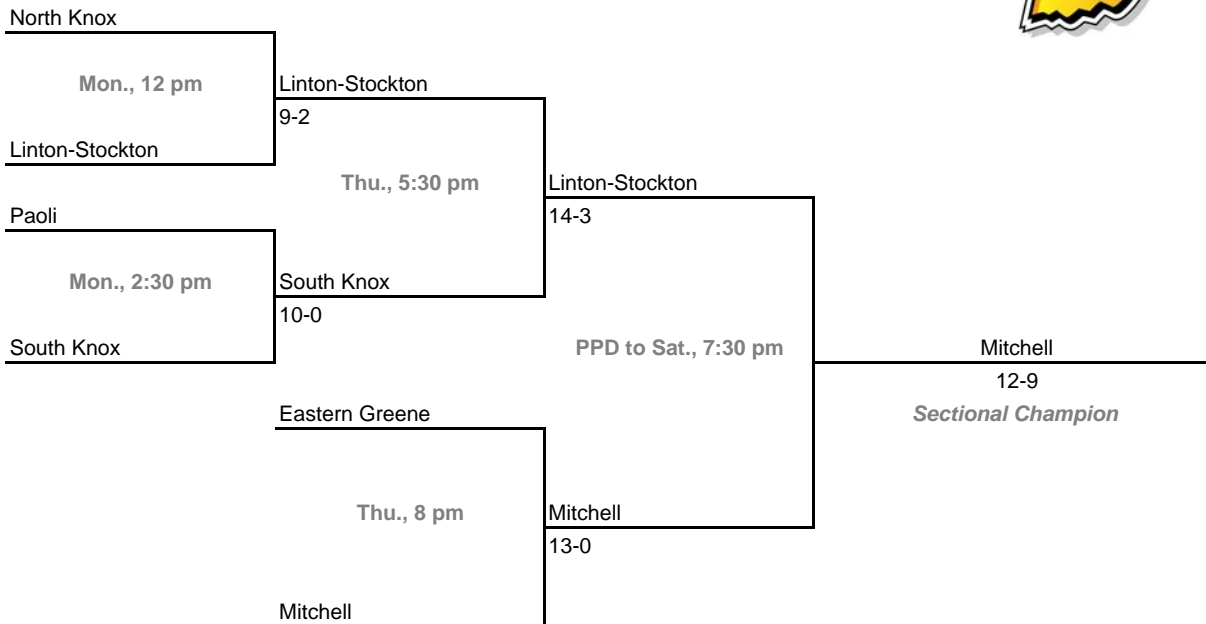 North Knox
Mon., 12 pm
Linton-Stockton
9-2
Linton-Stockton
Thu., 5:30 pm
Linton-Stockton
14-3
Paoli
Mon., 2:30 pm
South Knox
10-0
South Knox
PPD to Sat., 7:30 pm
Mitchell
12-9
Sectional Champion
Eastern Greene
Thu., 8 pm
Mitchell
13-0
Mitchell